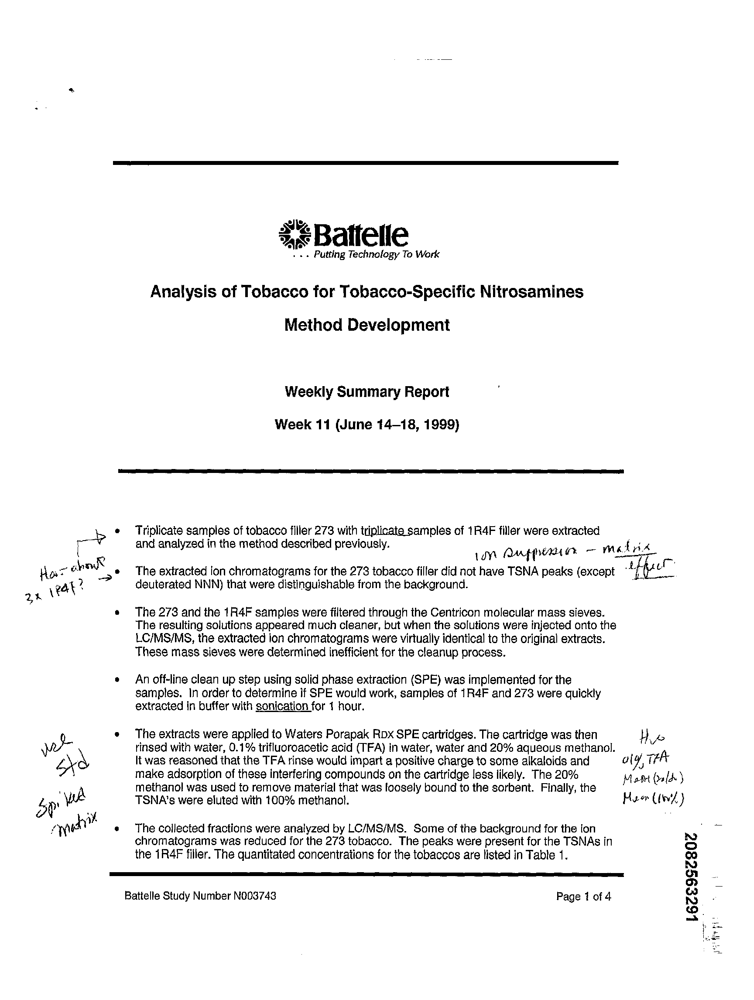 Battelle
. . . Putting Technology To Work
Analysis of Tobacco for Tobacco-Specific Nitrosamines
Method Development
Weekly Summary Report
Week 11 (June 14–18, 1999)
• Triplicate samples of tobacco filler 273 with triplicate samples of 1R4F filler were extracted
and analyzed in the method described previously.
Ion suppression - matrix
effect
How about
3x 1R4F?
• The extracted ion chromatograms for the 273 tobacco filler did not have TSNA peaks (except
deuterated NNN) that were distinguishable from the background.
• The 273 and the 1R4F samples were filtered through the Centricon molecular mass sieves.
The resulting solutions appeared much cleaner, but when the solutions were injected onto the
LC/MS/MS, the extracted ion chromatograms were virtually identical to the original extracts.
These mass sieves were determined inefficient for the cleanup process.
• An off-line clean up step using solid phase extraction (SPE) was implemented for the
samples. In order to determine if SPE would work, samples of 1R4F and 273 were quickly
extracted in buffer with sonication for 1 hour.
• The extracts were applied to Waters Porapak RDX SPE cartridges. The cartridge was then
rinsed with water, 0.1% trifluoroacetic acid (TFA) in water, water and 20% aqueous methanol.
It was reasoned that the TFA rinse would impart a positive charge to some alkaloids and
make adsorption of these interfering compounds on the cartridge less likely. The 20%
methanol was used to remove material that was loosely bound to the sorbent. Finally, the
TSNA's were eluted with 100% methanol.
std
Spiked
matrix
TFA
• The collected fractions were analyzed by LC/MS/MS. Some of the background for the ion
chromatograms was reduced for the 273 tobacco. The peaks were present for the TSNAs in
the 1R4F filler. The quantitated concentrations for the tobaccos are listed in Table 1.
Battelle Study Number N003743
Page 1 of 4
2082563291